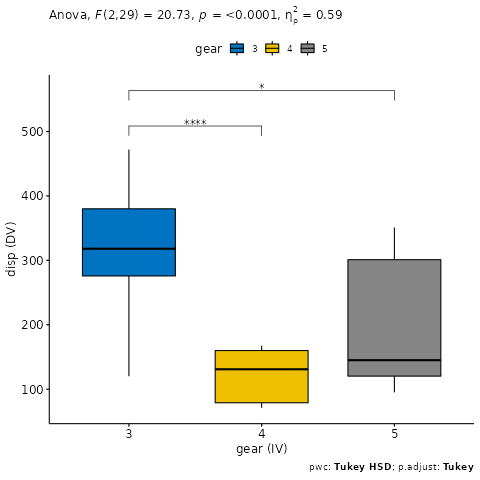 Anova, F(2,29) = 20.73, p = <0.0001, η²p = 0.59
gear 3 4 5
*
****
500
400
300
200
100
disp (DV)
3 4 5
gear (IV)
pwc: Tukey HSD; p.adjust: Tukey